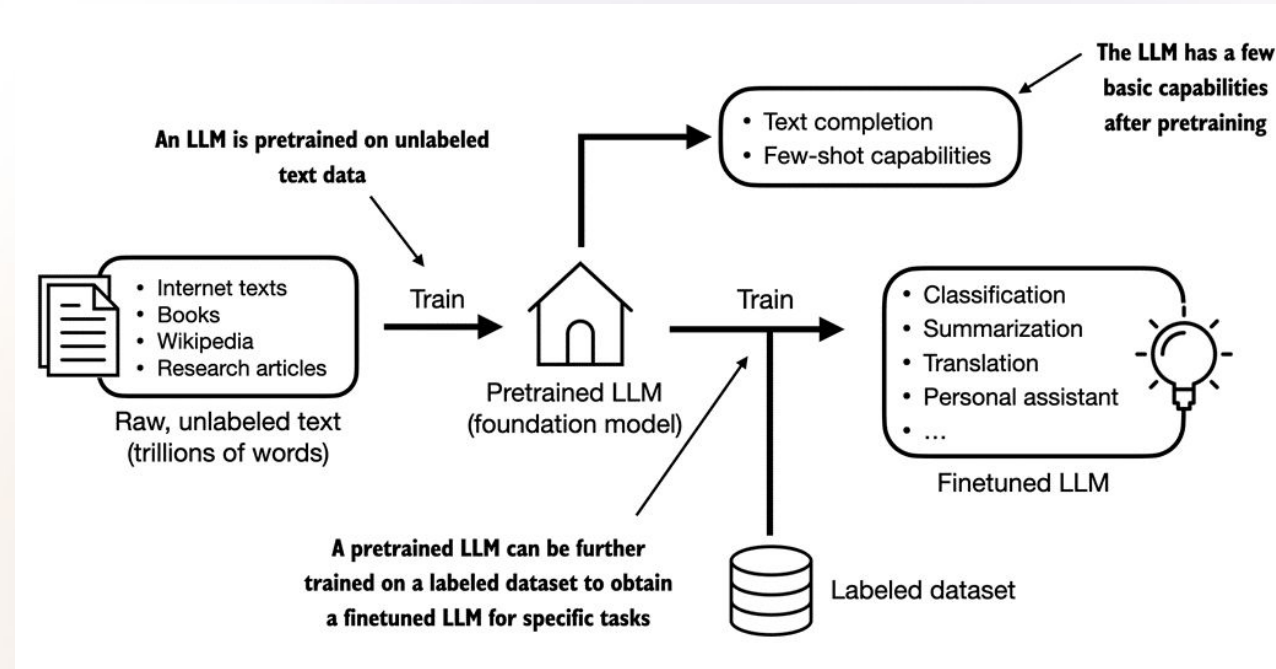 The LLM has a few
basic capabilities
after pretraining
• Text completion
• Few-shot capabilities
An LLM is pretrained on unlabeled
text data
• Internet texts
• Books
• Wikipedia
• Research articles
Raw, unlabeled text
(trillions of words)
Train
Pretrained LLM
(foundation model)
Train
• Classification
• Summarization
• Translation
• Personal assistant
• ...
Finetuned LLM
A pretrained LLM can be further
trained on a labeled dataset to obtain
a finetuned LLM for specific tasks
Labeled dataset